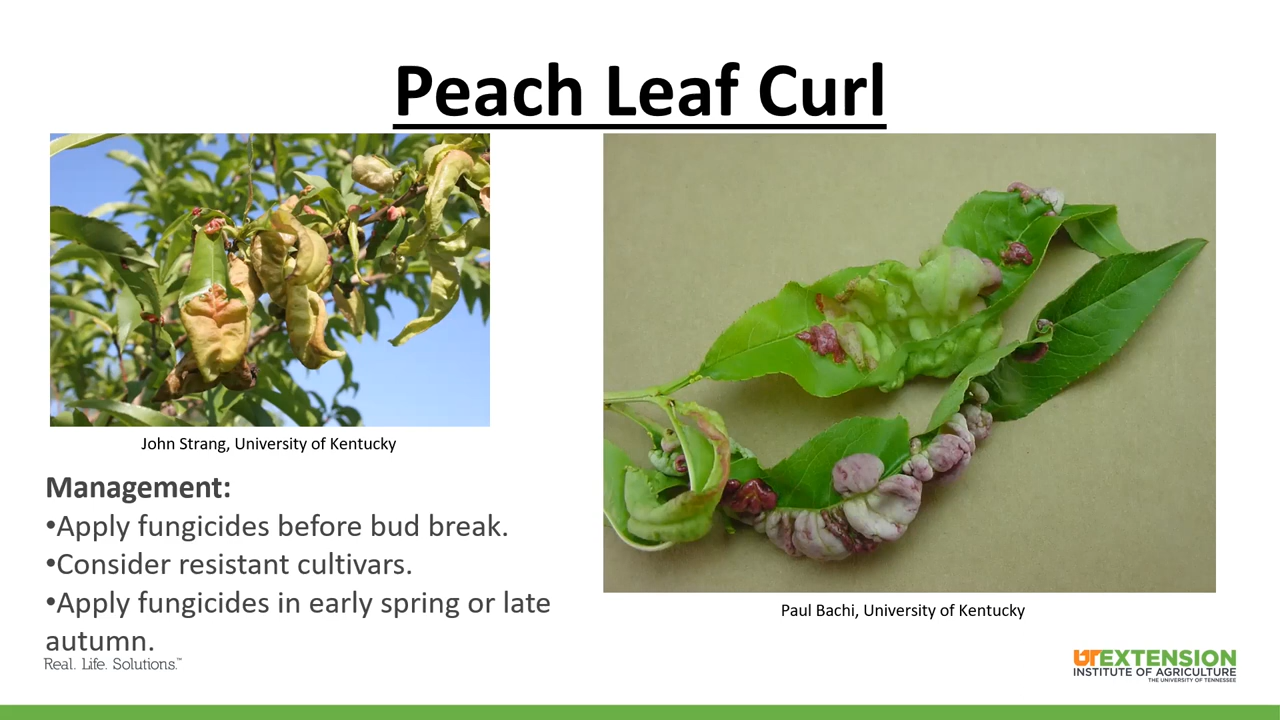 Peach Leaf Curl
John Strang, University of Kentucky
Management:
•Apply fungicides before bud break.
•Consider resistant cultivars.
•Apply fungicides in early spring or late
autumn.
Paul Bachi, University of Kentucky
Real. Life. Solutions.™
UT EXTENSION
INSTITUTE OF AGRICULTURE
THE UNIVERSITY OF TENNESSEE